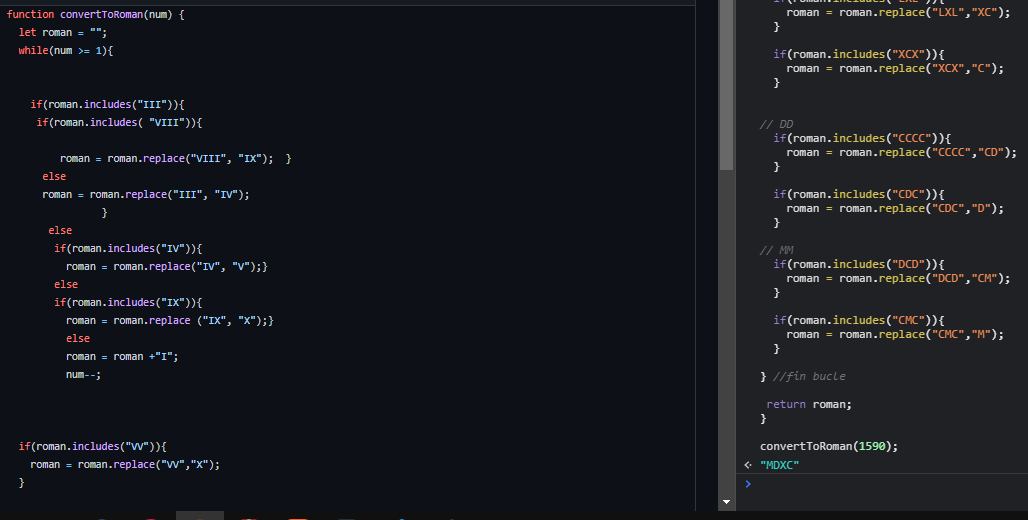 function convertToRoman(num) {
let roman = "";
while(num >= 1){
if(roman.includes("III")){
if(roman.includes( "VIII")){
roman = roman.replace("VIII", "IX"); }
else
roman = roman.replace("III", "IV");
}
else
if(roman.includes("IV")){
roman = roman.replace("IV", "V");}
else
if(roman.includes("IX")){
roman = roman.replace ("IX", "X");}
else
roman = roman +"I";
num--;
if(roman.includes("VV")){
roman = roman.replace("VV","X");
}
if(roman.includes("LXL")){
roman = roman.replace("LXL","XC");
}
if(roman.includes("XCX")){
roman = roman.replace("XCX","C");
}
// DD
if(roman.includes("CCCC")){
roman = roman.replace("CCCC","CD");
}
if(roman.includes("CDC")){
roman = roman.replace("CDC","D");
}
// MM
if(roman.includes("DCD")){
roman = roman.replace("DCD","CM");
}
if(roman.includes("CMC")){
roman = roman.replace("CMC","M");
}
} //fin bucle
return roman;
}
convertToRoman(1590);
"MDXC"